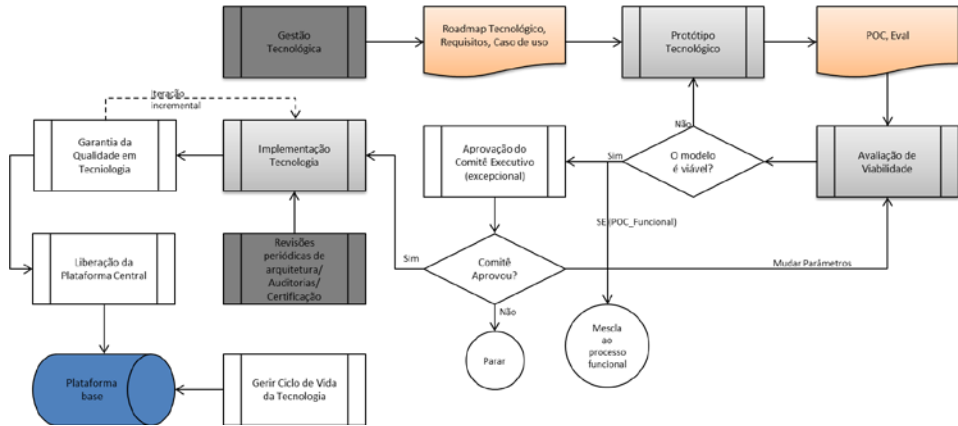 Gestão
Tecnológica
Roadmap Tecnológico,
Requisitos, Caso de uso
Protótipo
Tecnológico
POC, Eval
Iteração
incremental
Garantia da
Qualidade em
Tecniologia
Implementação
Tecnologia
Aprovação do
Comitê Executivo
(excepcional)
Sim
Não
O modelo
é viável?
Avaliação de
Viabilidade
SE (POC_Funcional)
Liberação da
Plataforma Central
Revisões
periódicas de
arquitetura/
Auditorias/
Certificação
Sim
Comitê
Aprovou?
Mudar Parâmetros
Não
Parar
Mescla
ao
processo
funcional
Plataforma
base
Gerir Ciclo de Vida
da Tecnologia